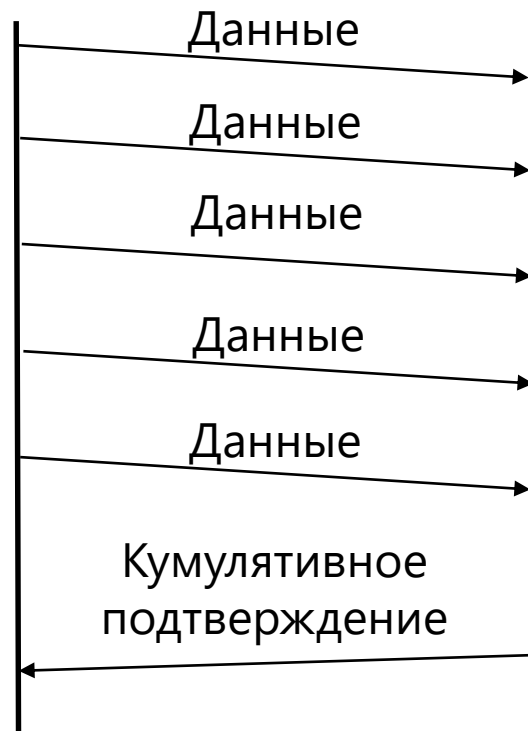 Данные
Данные
Данные
Данные
Данные
Кумулятивное
подтверждение